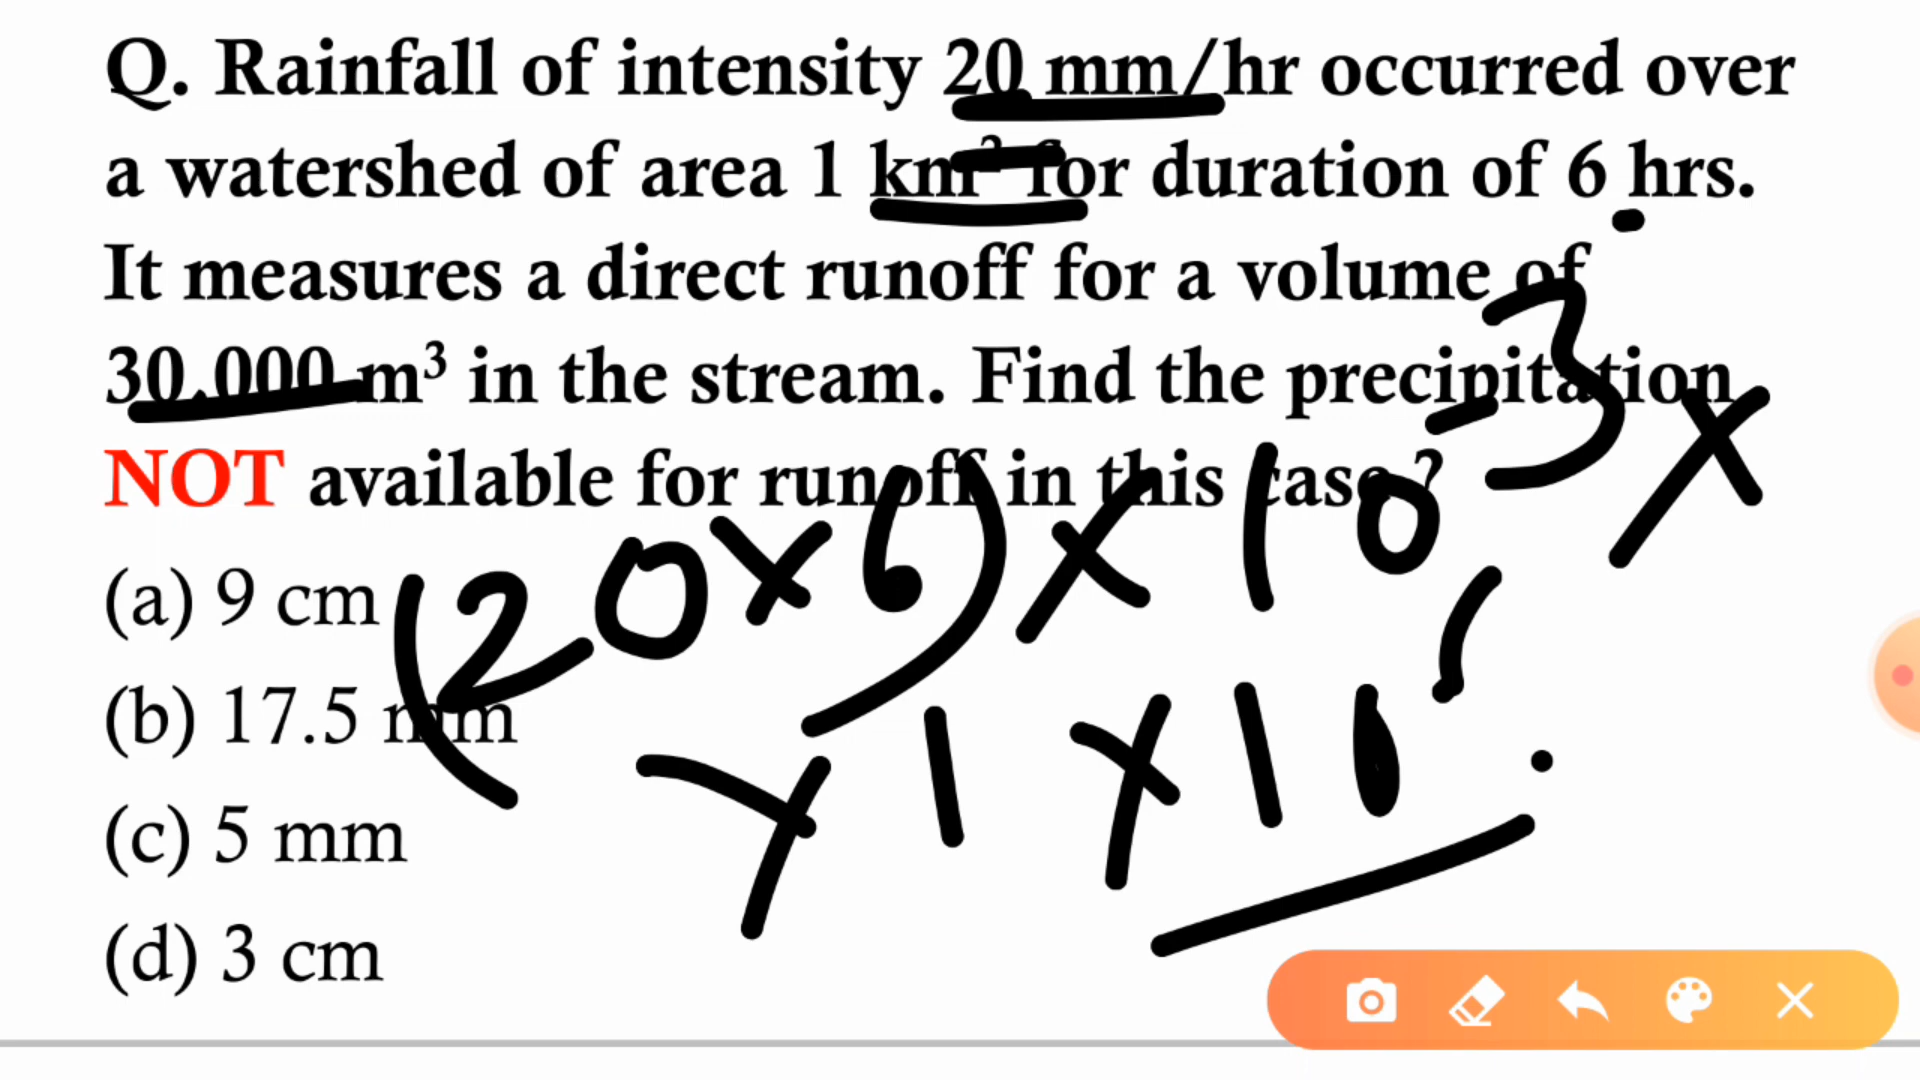 Q. Rainfall of intensity 20 mm/hr occurred over
a watershed of area 1 km² for duration of 6 hrs.
It measures a direct runoff for a volume of
30,000 m³ in the stream. Find the precipitation
NOT available for runoff in this case ?
(20×6)×10⁻³×
×1×10⁶
(a) 9 cm
(b) 17.5 mm
(c) 5 mm
(d) 3 cm